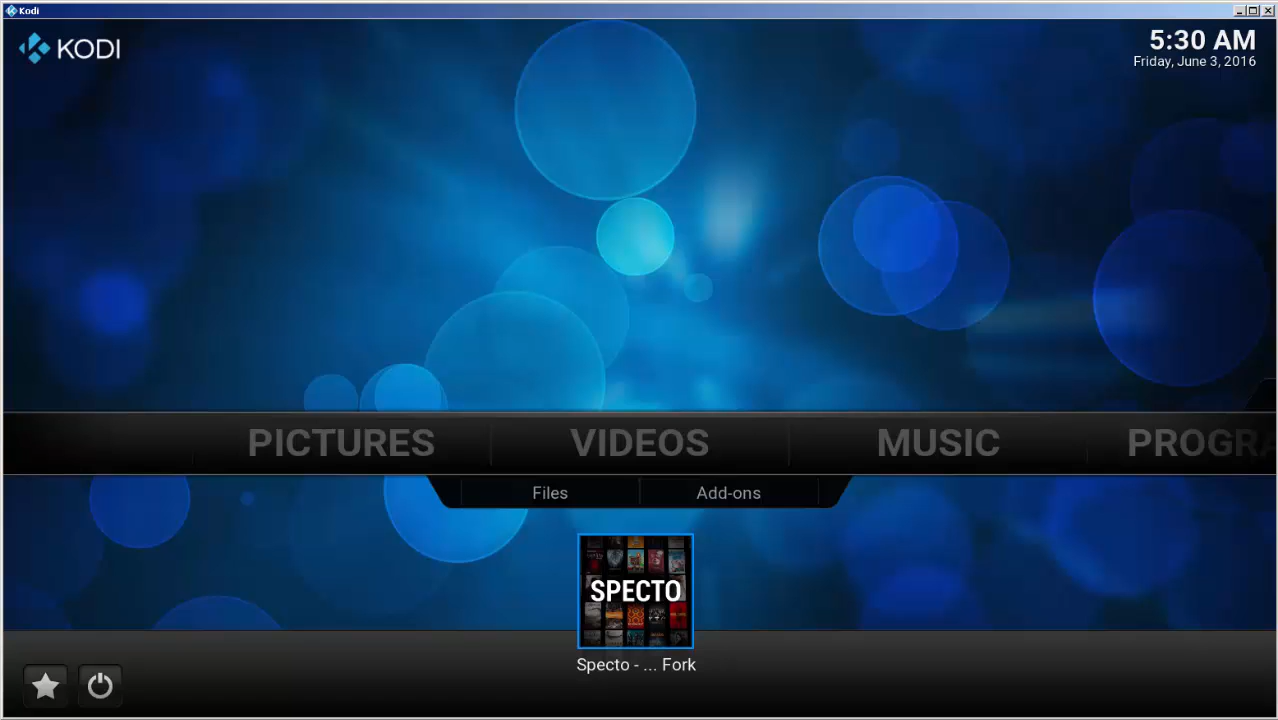 Kodi
KODI
5:30 AM
Friday, June 3, 2016
PICTURES VIDEOS MUSIC PROGRA
Files Add-ons
SPECTO
Specto - ... Fork